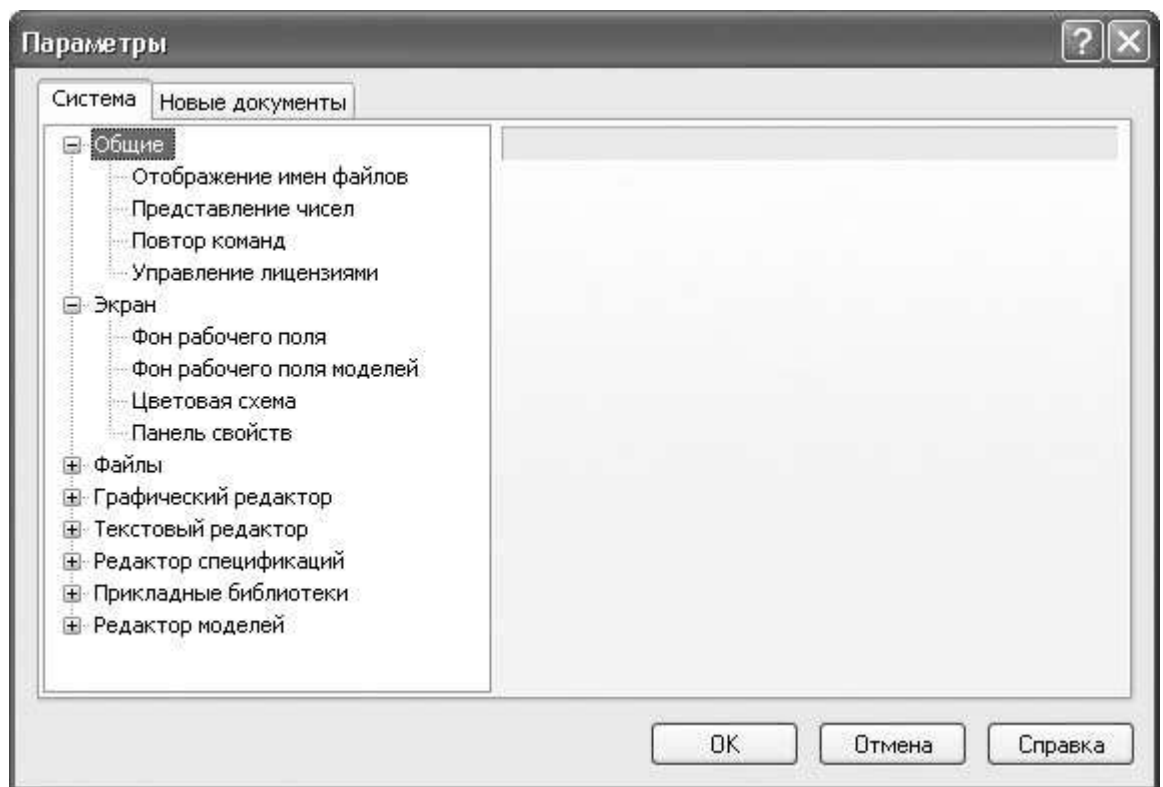 Параметры
Система
Новые документы
Общие
Отображение имен файлов
Представление чисел
Повтор команд
Управление лицензиями
Экран
Фон рабочего поля
Фон рабочего поля моделей
Цветовая схема
Панель свойств
Файлы
Графический редактор
Текстовый редактор
Редактор спецификаций
Прикладные библиотеки
Редактор моделей
OK
Отмена
Справка